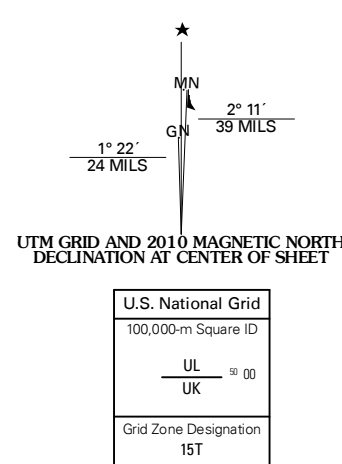 ★
MN
2° 11´
39 MILS
GN
1° 22´
24 MILS
UTM GRID AND 2010 MAGNETIC NORTH
DECLINATION AT CENTER OF SHEET
U.S. National Grid
100,000-m Square ID
UL
50 00
UK
Grid Zone Designation
15T